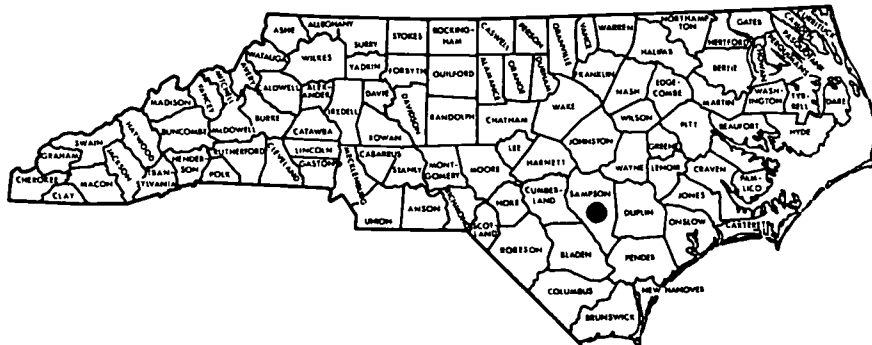 ASHE
ALLEGHANY
SURRY
STOKES
ROCKING-
HAM
CASWELL
PERSON
GRANVILLE
VANCE
WARREN
NORTHAMP-
TON
GATES
HERTFORD
CURRITUCK
WATAUGA
WILKES
YADKIN
FORSYTH
GUILFORD
ALAMANCE
ORANGE
DURHAM
FRANKLIN
HALIFAX
BERTIE
MITCHELL
AVERY
CALDWELL
ALEX-
ANDER
IREDELL
DAVIE
DAVIDSON
RANDOLPH
CHATHAM
WAKE
NASH
EDGE-
COMBE
MARTIN
WASH-
INGTON
TYR-
RELL
DARE
MADISON
YANCEY
BURKE
CATAWBA
ROWAN
WILSON
PITT
BEAUFORT
HYDE
SWAIN
HAYWOOD
BUNCOMBE
McDOWELL
LINCOLN
CABARRUS
STANLY
MONT-
GOMERY
MOORE
LEE
HARNETT
JOHNSTON
WAYNE
GREENE
LENOIR
CRAVEN
PAM-
LICO
GRAHAM
CHEROKEE
CLAY
MACON
JACKSON
TRAN-
SYLVANIA
HENDER-
SON
POLK
RUTHERFORD
CLEVELAND
GASTON
MECKLENBURG
UNION
ANSON
RICHMOND
SCOT-
LAND
HOKE
CUMBER-
LAND
SAMPSON
DUPLIN
JONES
ONSLOW
CARTERET
ROBESON
BLADEN
PENDER
COLUMBUS
NEW HANOVER
BRUNSWICK